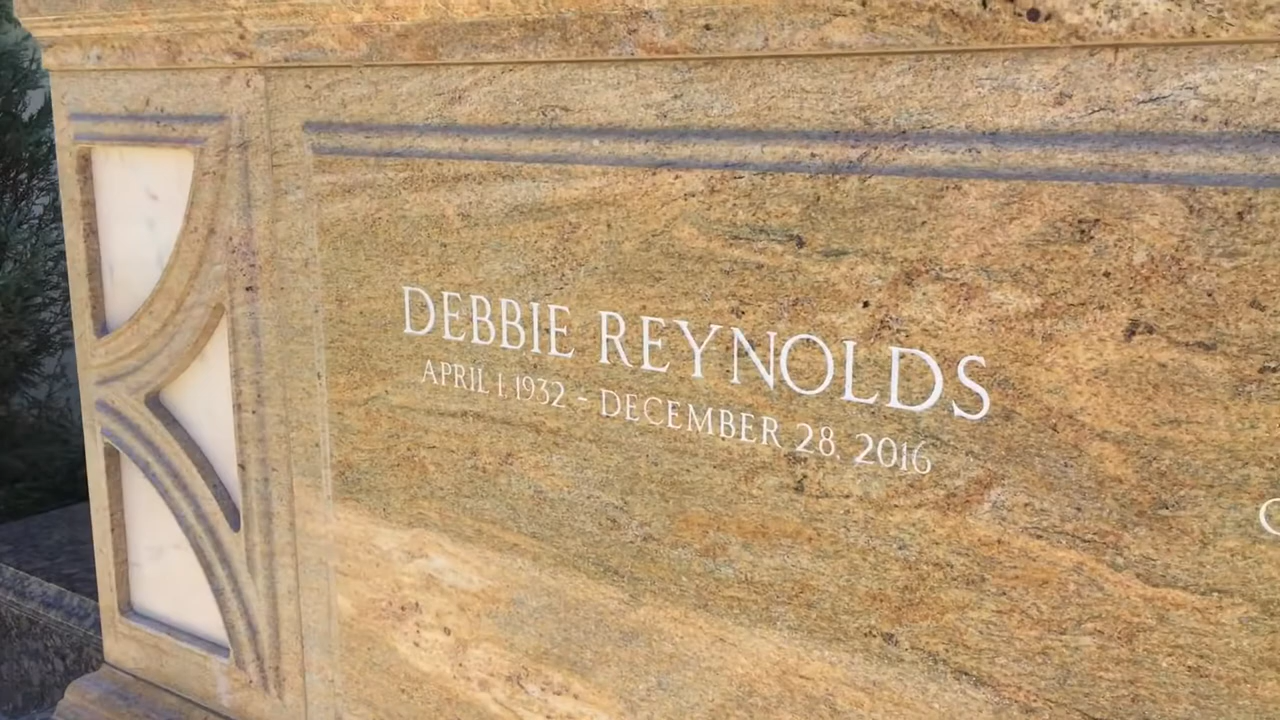 DEBBIE REYNOLDS
APRIL 1, 1932 - DECEMBER 28, 2016
C